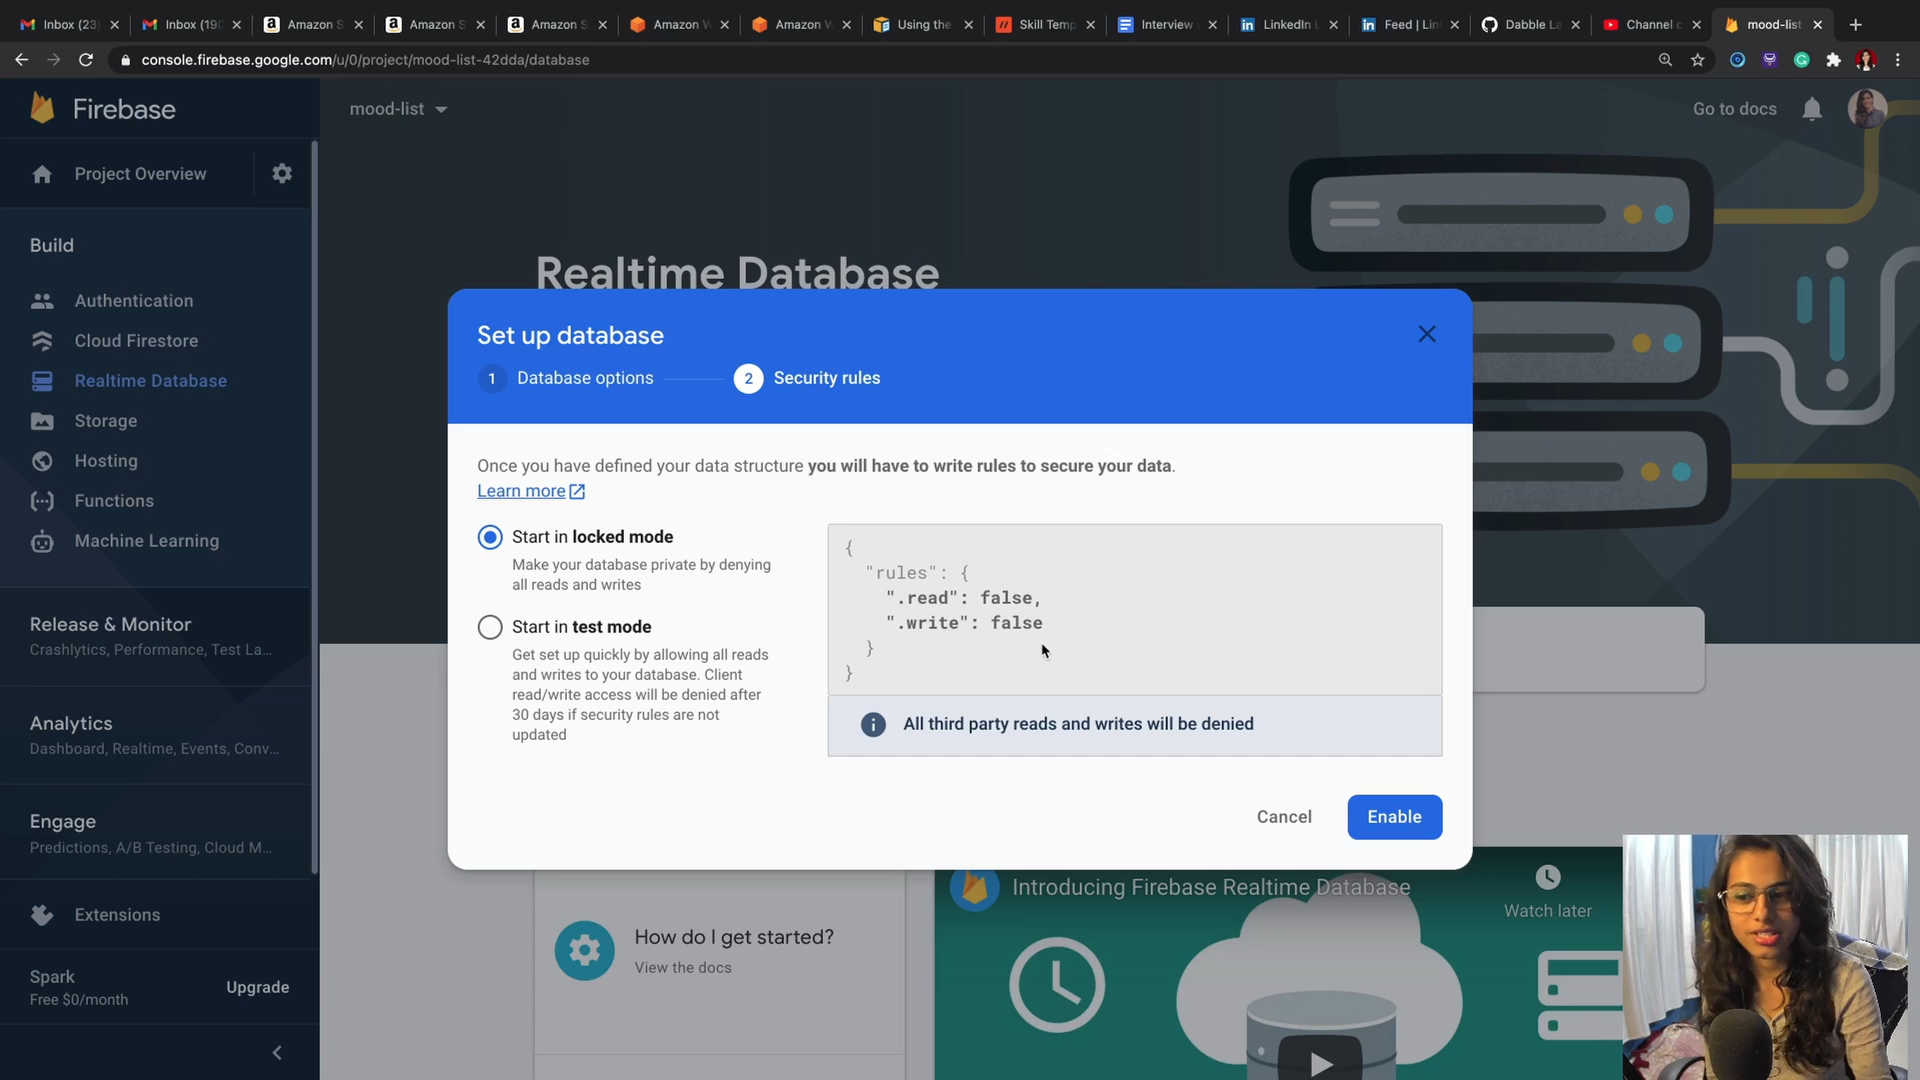 Inbox (23)
Inbox (190
Amazon S
Amazon S
Amazon S
Amazon W
Amazon W
Using the
Skill Temp
Interview
LinkedIn L
Feed | Lin
Dabble La
Channel c
mood-list
console.firebase.google.com/u/0/project/mood-list-42dda/database
Firebase
mood-list
Go to docs
Project Overview
Build
Authentication
Cloud Firestore
Realtime Database
Storage
Hosting
Functions
Machine Learning
Release & Monitor
Crashlytics, Performance, Test La...
Analytics
Dashboard, Realtime, Events, Conv...
Engage
Predictions, A/B Testing, Cloud M...
Extensions
Spark
Free $0/month
Upgrade
Realtime Database
Set up database
1 Database options
2 Security rules
Once you have defined your data structure you will have to write rules to secure your data.
Learn more
Start in locked mode
Make your database private by denying
all reads and writes
Start in test mode
Get set up quickly by allowing all reads
and writes to your database. Client
read/write access will be denied after
30 days if security rules are not
updated
{
"rules": {
".read": false,
".write": false
}
}
All third party reads and writes will be denied
Cancel
Enable
How do I get started?
View the docs
Introducing Firebase Realtime Database
Watch later